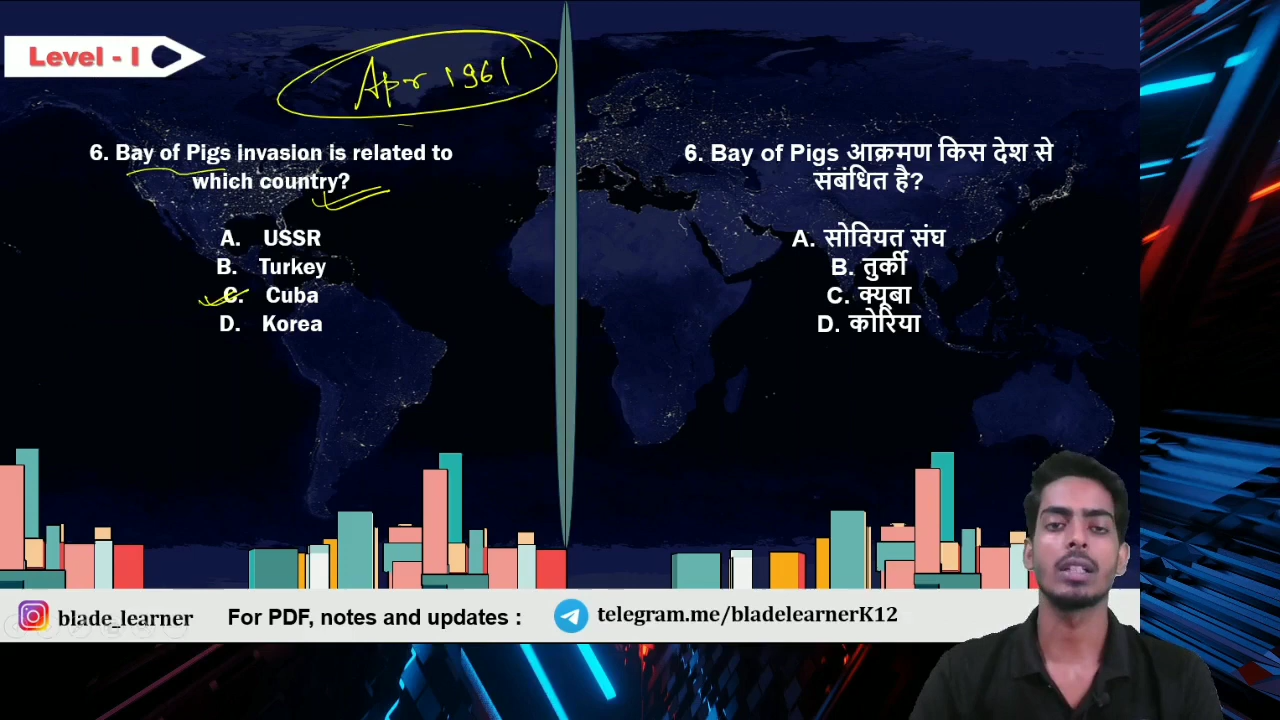 Level - I
Apr 1961
6. Bay of Pigs invasion is related to
which country?
A. USSR
B. Turkey
C. Cuba
D. Korea
6. Bay of Pigs आक्रमण किस देश से
संबंधित है?
A. सोवियत संघ
B. तुर्की
C. क्यूबा
D. कोरिया
blade_learner For PDF, notes and updates : telegram.me/bladelearnerK12